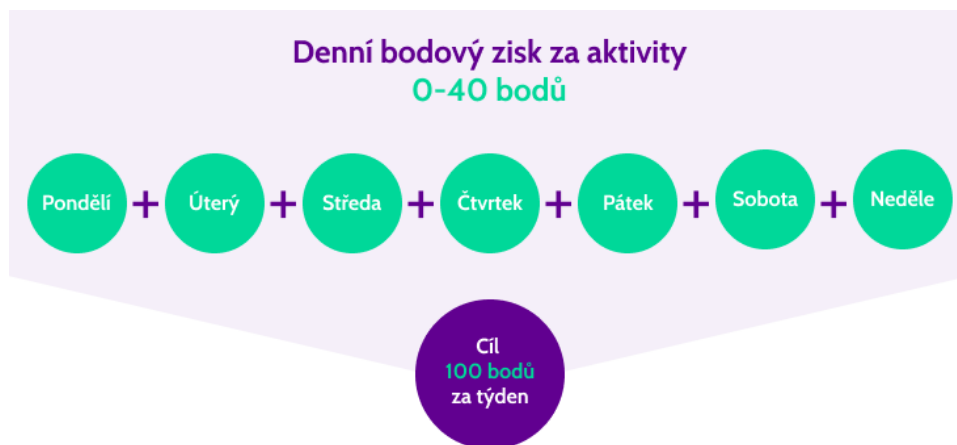 Denní bodový zisk za aktivity
0-40 bodů
Pondělí + Úterý + Středa + Čtvrtek + Pátek + Sobota + Neděle
Cíl
100 bodů
za týden